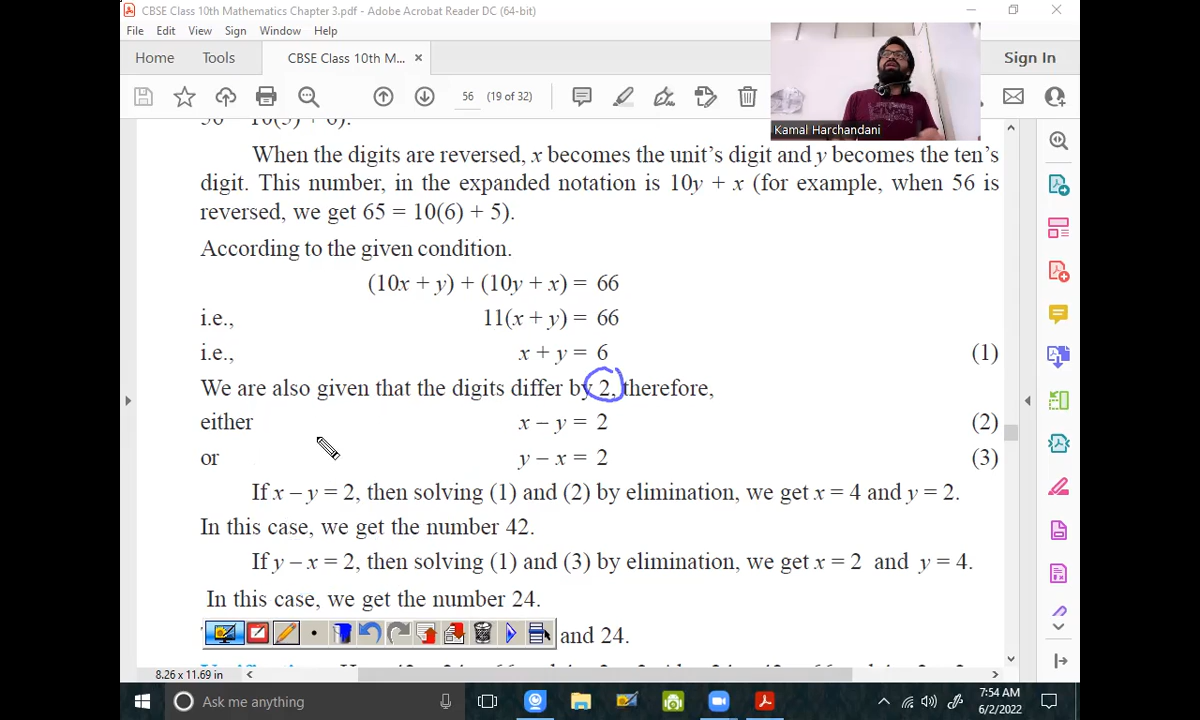 CBSE Class 10th Mathematics Chapter 3.pdf - Adobe Acrobat Reader DC (64-bit)
File Edit View Sign Window Help
Home Tools CBSE Class 10th M... × Sign In
56 (19 of 32)
Kamal Harchandani
When the digits are reversed, x becomes the unit's digit and y becomes the ten's
digit. This number, in the expanded notation is 10y + x (for example, when 56 is
reversed, we get 65 = 10(6) + 5).
According to the given condition.
(10x + y) + (10y + x) = 66
i.e., 11(x + y) = 66
i.e., x + y = 6 (1)
We are also given that the digits differ by 2, therefore,
either x – y = 2 (2)
or y – x = 2 (3)
If x – y = 2, then solving (1) and (2) by elimination, we get x = 4 and y = 2.
In this case, we get the number 42.
If y – x = 2, then solving (1) and (3) by elimination, we get x = 2 and y = 4.
In this case, we get the number 24.
and 24.
8.26 x 11.69 in
Ask me anything
7:54 AM
6/2/2022